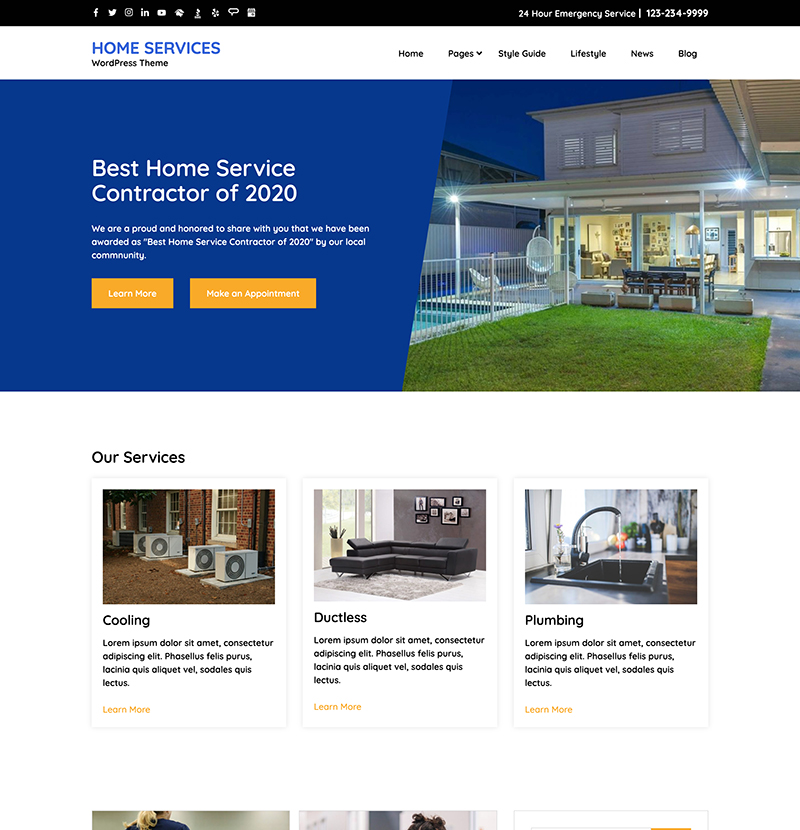 24 Hour Emergency Service | 123-234-9999
HOME SERVICES
WordPress Theme
Home Pages Style Guide Lifestyle News Blog
Best Home Service
Contractor of 2020
We are a proud and honored to share with you that we have been
awarded as "Best Home Service Contractor of 2020" by our local
commnunity.
Learn More Make an Appointment
Our Services
Cooling
Lorem ipsum dolor sit amet, consectetur
adipiscing elit. Phasellus felis purus,
lacinia quis aliquet vel, sodales quis
lectus.
Learn More
Ductless
Lorem ipsum dolor sit amet, consectetur
adipiscing elit. Phasellus felis purus,
lacinia quis aliquet vel, sodales quis
lectus.
Learn More
Plumbing
Lorem ipsum dolor sit amet, consectetur
adipiscing elit. Phasellus felis purus,
lacinia quis aliquet vel, sodales quis
lectus.
Learn More